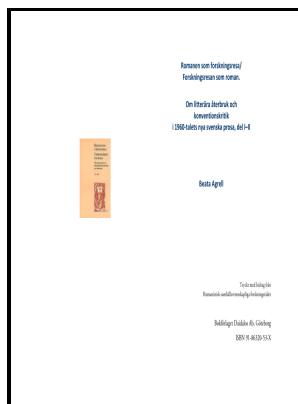 Romanen som forskningsresa/
Forskningsresan som roman.
Om litterära återbruk och
konventionskritik
i 1960-talets nya svenska prosa, del I–II
Beata Agrell
Tryckt med bidrag från
Humanistisk-samhällsvetenskapliga forskningsrådet
Bokförlaget Daidalos Ab, Göteborg
ISBN 91-86320-53-X